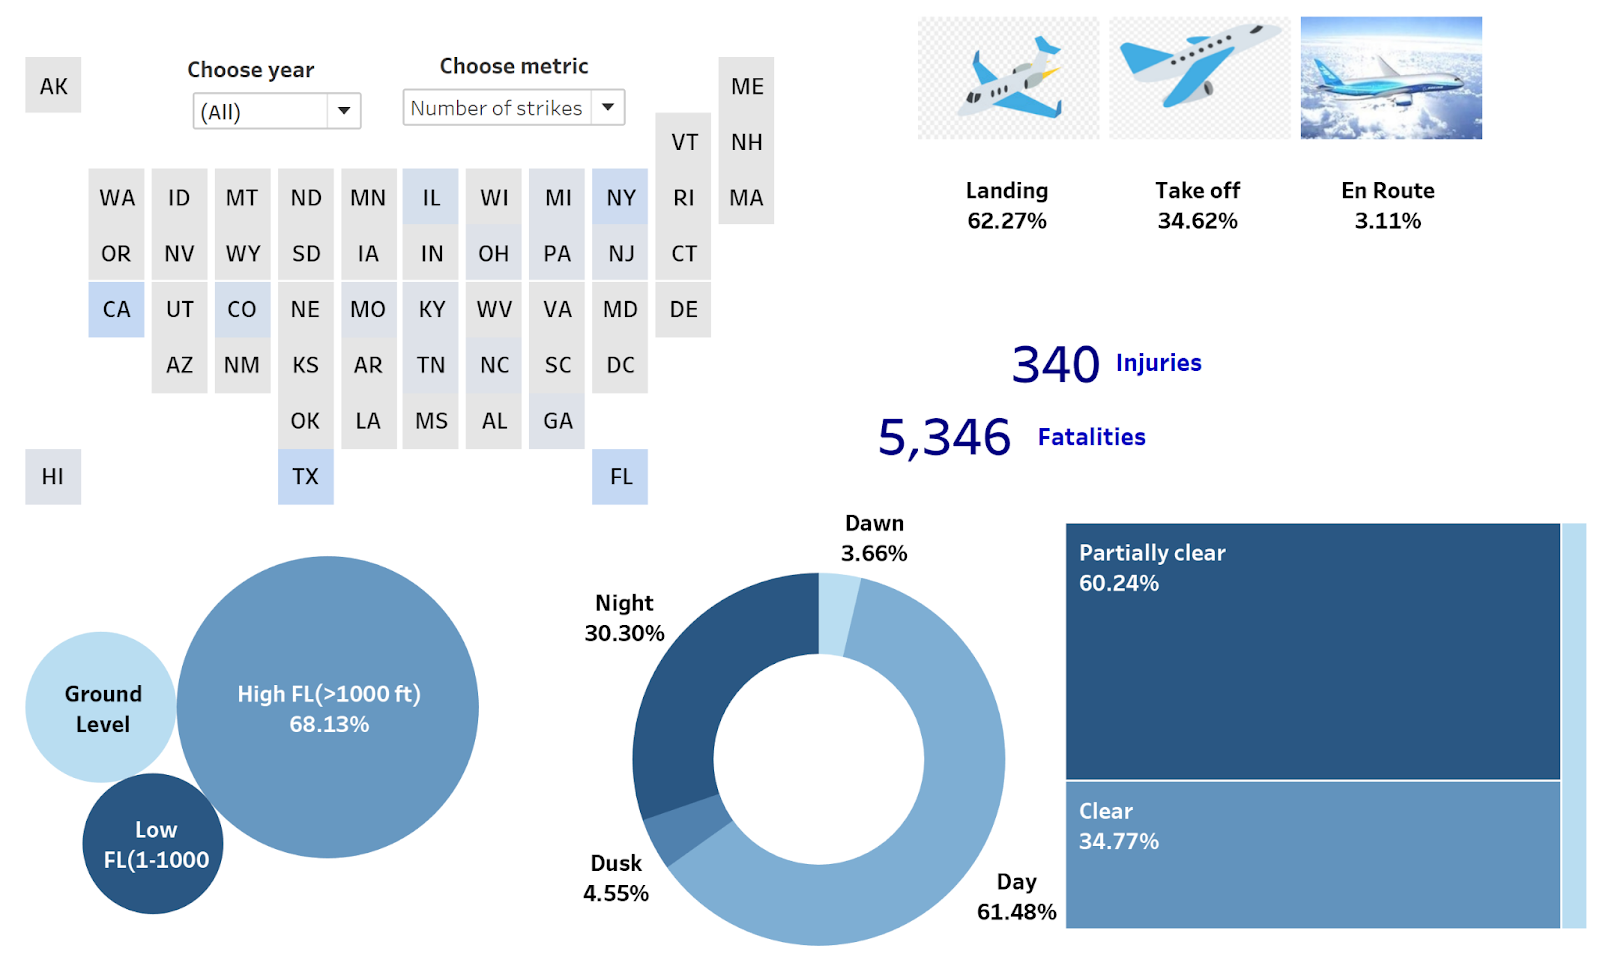 Choose year
(All)
Choose metric
Number of strikes
AK
ME
VT NH
WA ID MT ND MN IL WI MI NY RI MA
OR NV WY SD IA IN OH PA NJ CT
CA UT CO NE MO KY WV VA MD DE
AZ NM KS AR TN NC SC DC
OK LA MS AL GA
HI TX FL
Landing
62.27%
Take off
34.62%
En Route
3.11%
340 Injuries
5,346 Fatalities
Ground
Level
High FL(>1000 ft)
68.13%
Low
FL(1-1000
Dawn
3.66%
Night
30.30%
Dusk
4.55%
Day
61.48%
Partially clear
60.24%
Clear
34.77%